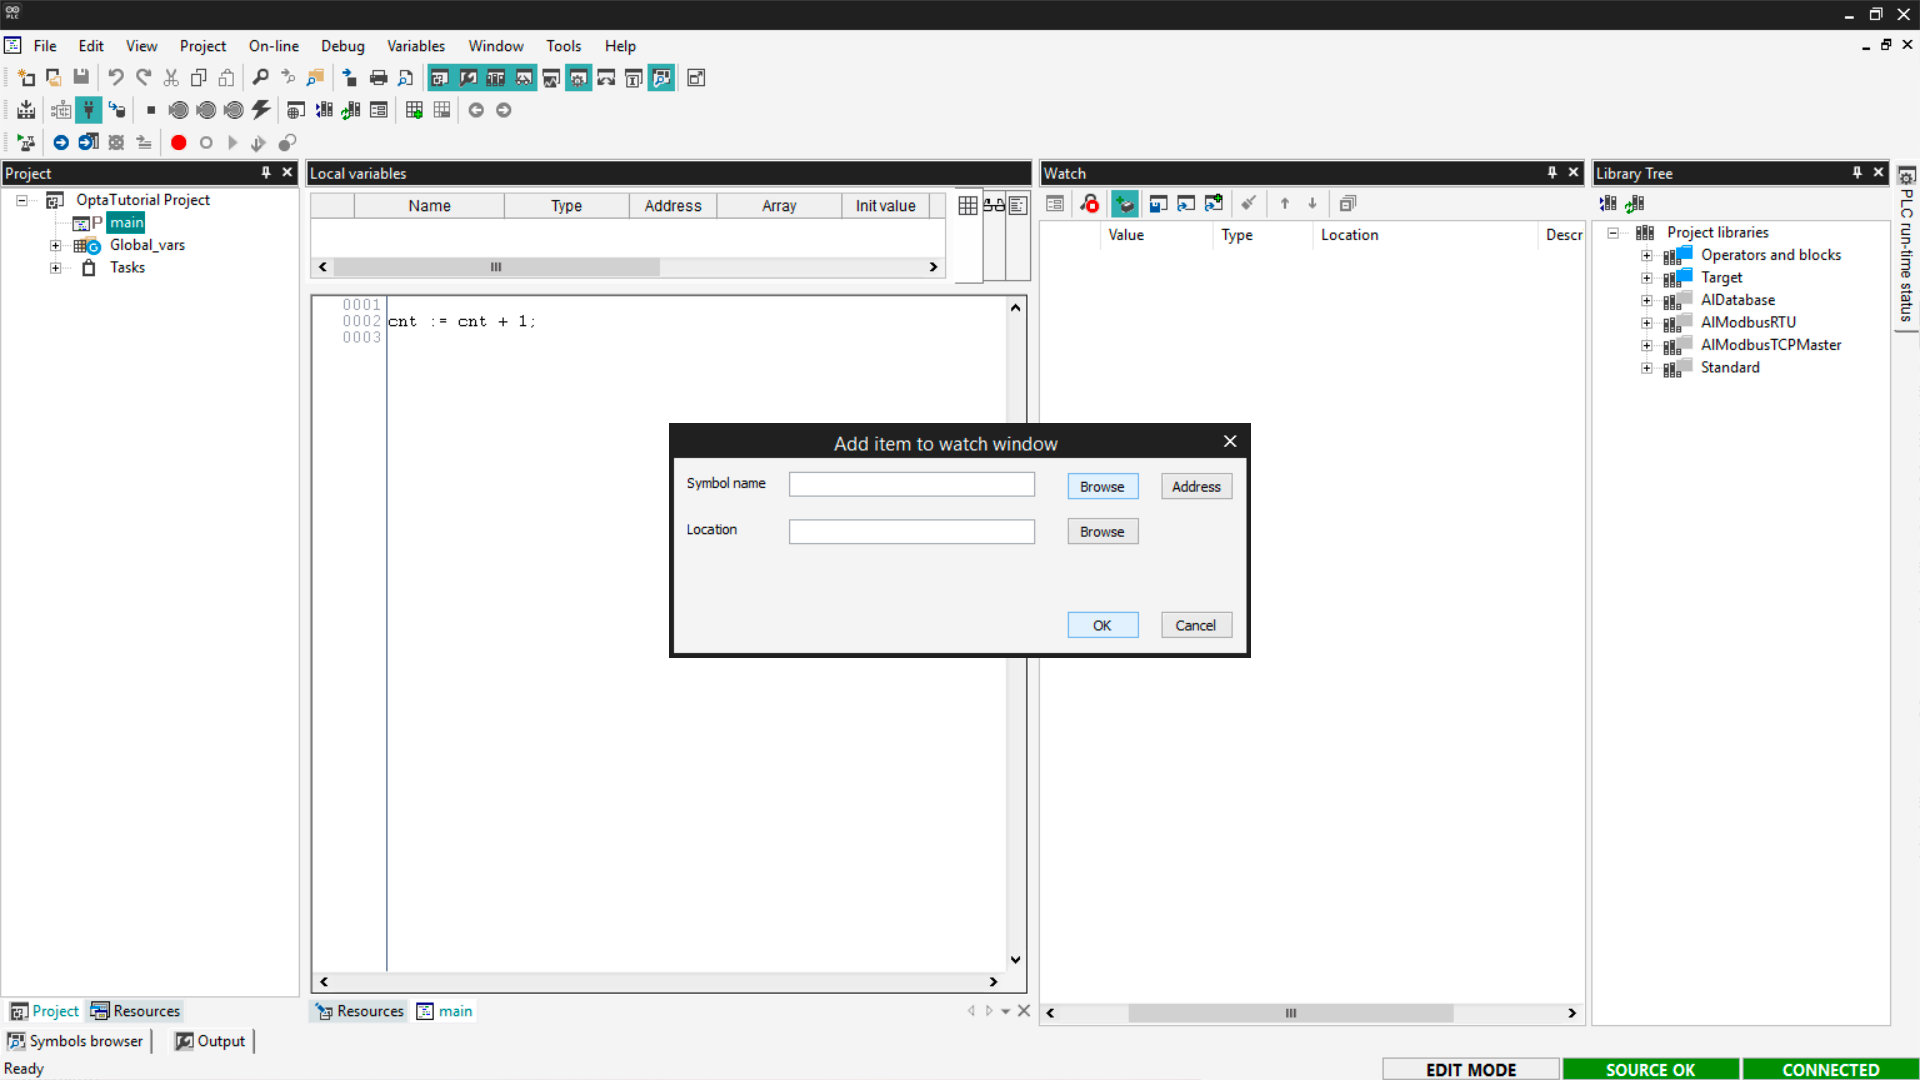 PLC
File Edit View Project On-line Debug Variables Window Tools Help
Project
OptaTutorial Project
P main
Global_vars
Tasks
Local variables
Name Type Address Array Init value
0001
0002 cnt := cnt + 1;
0003
Watch
Value Type Location Descr
Library Tree
Project libraries
Operators and blocks
Target
AlDatabase
AlModbusRTU
AlModbusTCPMaster
Standard
PLC run-time status
Add item to watch window
Symbol name Browse Address
Location Browse
OK Cancel
Project Resources
Resources main
Symbols browser Output
Ready
EDIT MODE SOURCE OK CONNECTED